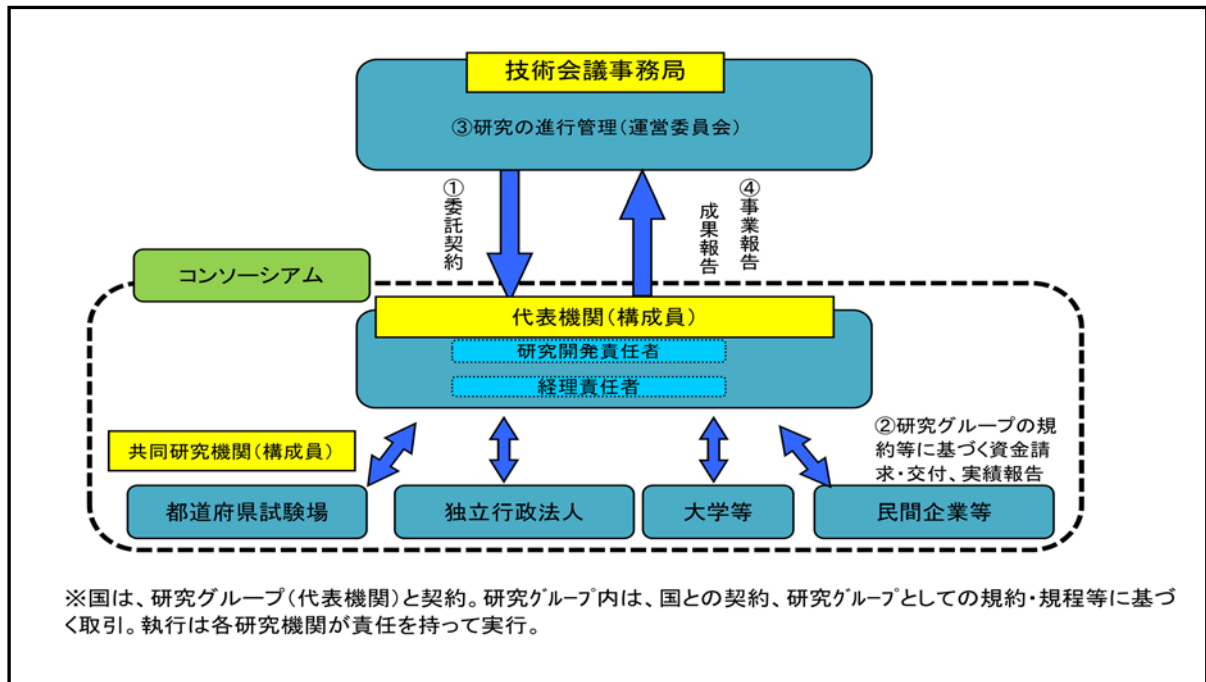 技術会議事務局
③研究の進行管理(運営委員会)
①委託契約
④事業報告
成果報告
コンソーシアム
代表機関(構成員)
研究開発責任者
経理責任者
共同研究機関(構成員)
②研究グループの規
約等に基づく資金請
求・交付、実績報告
都道府県試験場
独立行政法人
大学等
民間企業等
※国は、研究グループ(代表機関)と契約。研究ｸﾞﾙｰﾌﾟ内は、国との契約、研究ｸﾞﾙｰﾌﾟとしての規約・規程等に基づ
く取引。執行は各研究機関が責任を持って実行。